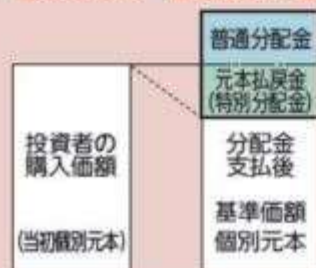 普通分配金
元本払戻金
(特別分配金)
投資者の
購入価額
(当初個別元本)
分配金
支払後
基準価額
個別元本